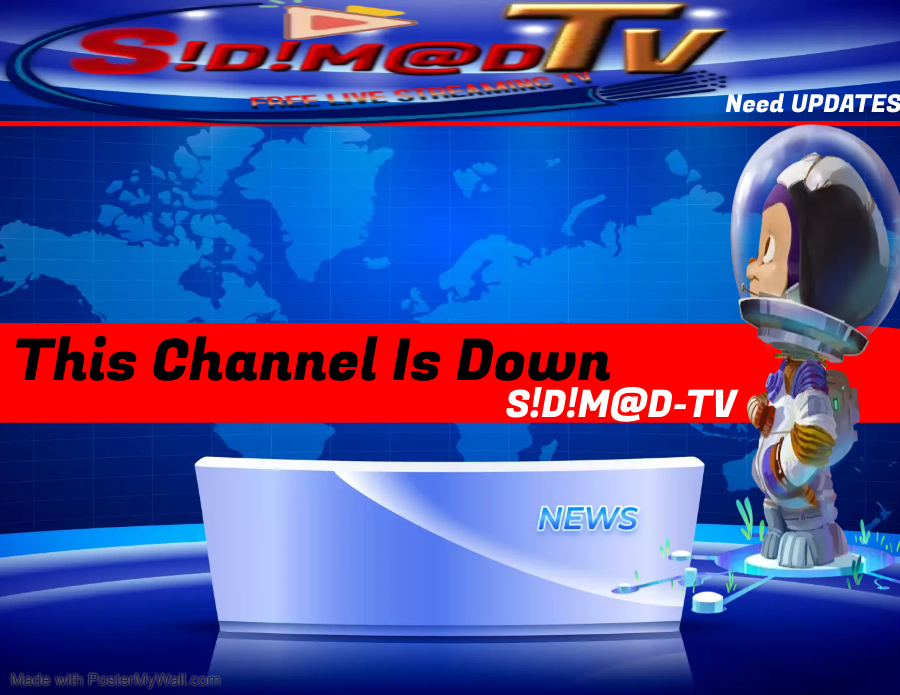 S!D!M@DTV
FREE LIVE STREAMING TV
Need UPDATES
This Channel Is Down
S!D!M@D-TV
NEWS
Made with PosterMyWall.com